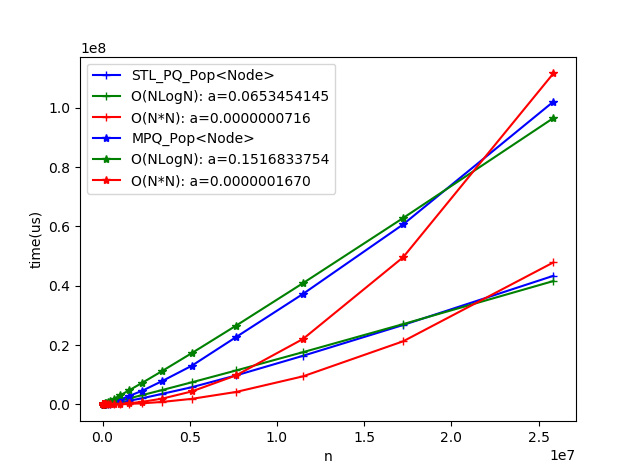 1e8
STL_PQ_Pop<Node>
O(NLogN): a=0.0653454145
O(N*N): a=0.0000000716
MPQ_Pop<Node>
O(NLogN): a=0.1516833754
O(N*N): a=0.0000001670
1.0
0.8
0.6
0.4
0.2
0.0
time(us)
0.0 0.5 1.0 1.5 2.0 2.5
n
1e7